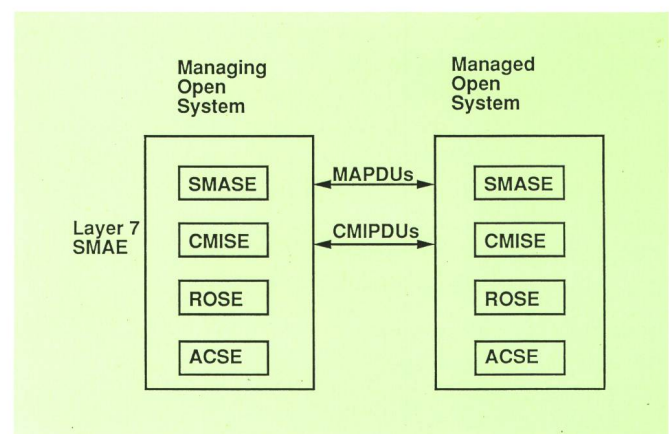 Managing
Open
System
Managed
Open
System
Layer 7
SMAE
SMASE
CMISE
ROSE
ACSE
MAPDUs
CMIPDUs
SMASE
CMISE
ROSE
ACSE